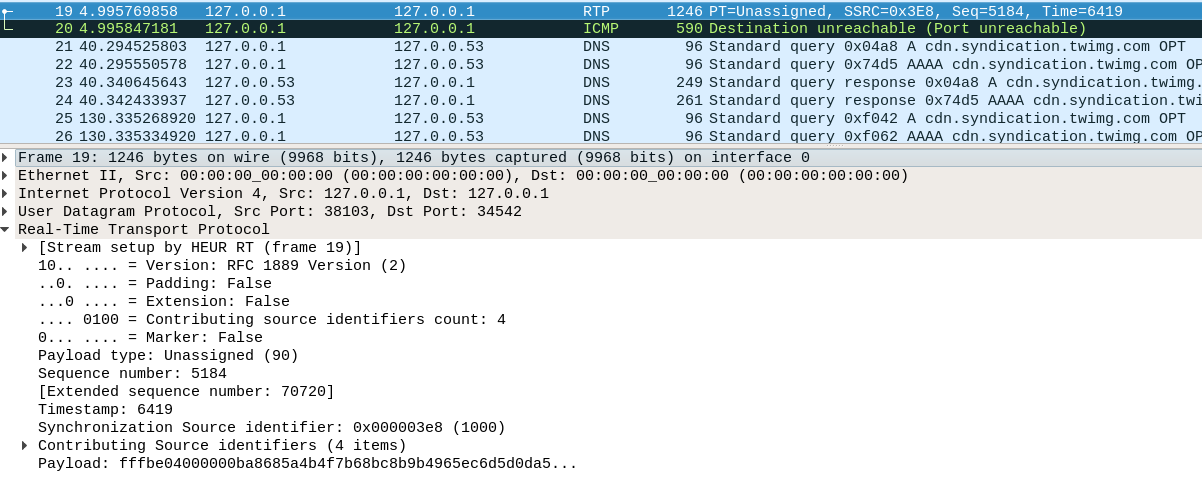 19 4.995769858 127.0.0.1 127.0.0.1 RTP 1246 PT=Unassigned, SSRC=0x3E8, Seq=5184, Time=6419
20 4.995847181 127.0.0.1 127.0.0.1 ICMP 590 Destination unreachable (Port unreachable)
21 40.294525803 127.0.0.1 127.0.0.53 DNS 96 Standard query 0x04a8 A cdn.syndication.twimg.com OPT
22 40.295550578 127.0.0.1 127.0.0.53 DNS 96 Standard query 0x74d5 AAAA cdn.syndication.twimg.com OP
23 40.340645643 127.0.0.53 127.0.0.1 DNS 249 Standard query response 0x04a8 A cdn.syndication.twimg.
24 40.342433937 127.0.0.53 127.0.0.1 DNS 261 Standard query response 0x74d5 AAAA cdn.syndication.twi
25 130.335268920 127.0.0.1 127.0.0.53 DNS 96 Standard query 0xf042 A cdn.syndication.twimg.com OPT
26 130.335334920 127.0.0.1 127.0.0.53 DNS 96 Standard query 0xf062 AAAA cdn.syndication.twimg.com OP
Frame 19: 1246 bytes on wire (9968 bits), 1246 bytes captured (9968 bits) on interface 0
Ethernet II, Src: 00:00:00_00:00:00 (00:00:00:00:00:00), Dst: 00:00:00_00:00:00 (00:00:00:00:00:00)
Internet Protocol Version 4, Src: 127.0.0.1, Dst: 127.0.0.1
User Datagram Protocol, Src Port: 38103, Dst Port: 34542
Real-Time Transport Protocol
[Stream setup by HEUR RT (frame 19)]
10.. .... = Version: RFC 1889 Version (2)
..0. .... = Padding: False
...0 .... = Extension: False
.... 0100 = Contributing source identifiers count: 4
0... .... = Marker: False
Payload type: Unassigned (90)
Sequence number: 5184
[Extended sequence number: 70720]
Timestamp: 6419
Synchronization Source identifier: 0x000003e8 (1000)
Contributing Source identifiers (4 items)
Payload: fffbe04000000ba8685a4b4f7b68bc8b9b4965ec6d5d0da5...